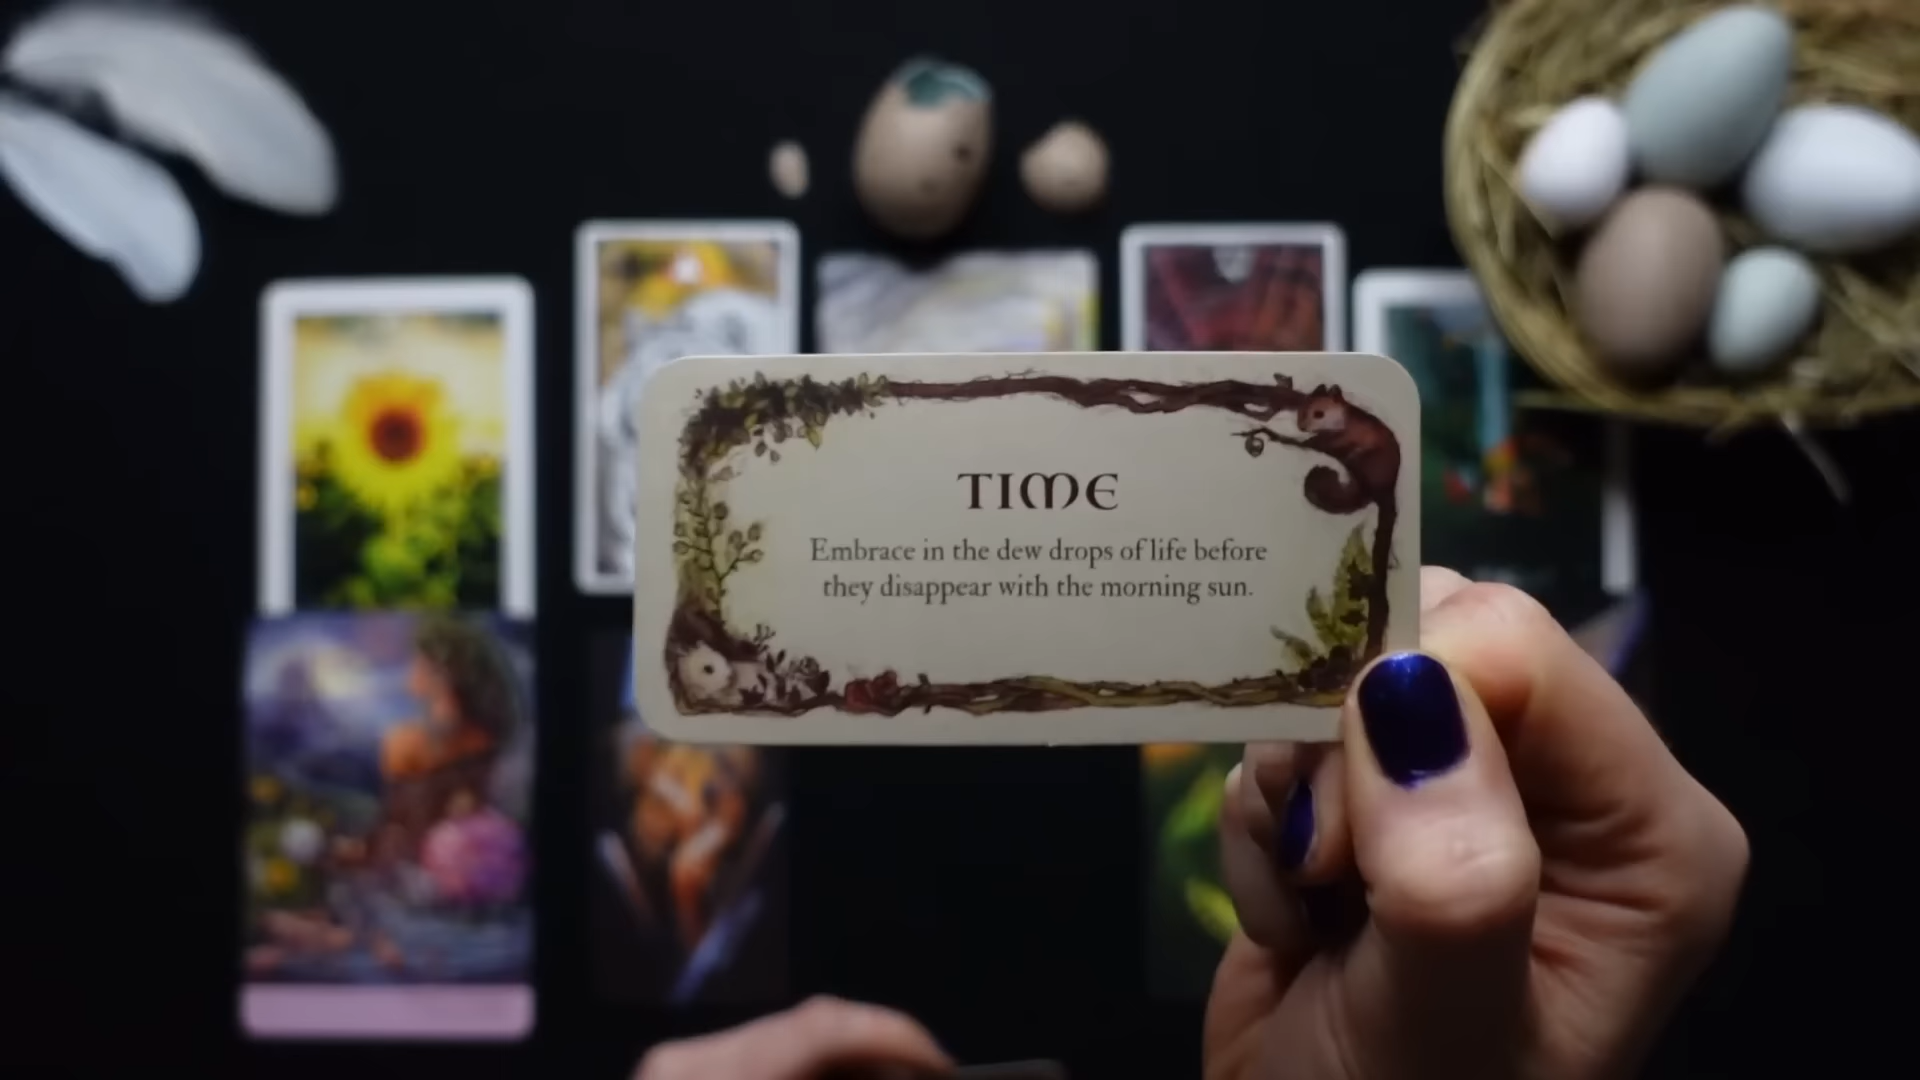 TIME
Embrace in the dew drops of life before
they disappear with the morning sun.